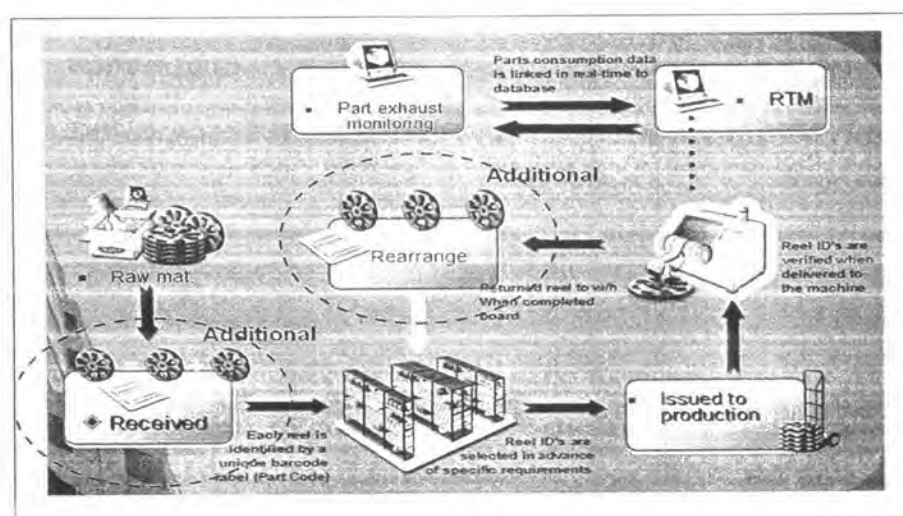 Parts consumption data
is linked in real-time to
database
Part exhaust
monitoring
RTM
Additional
Rearrange
Returned reel to w/h
When completed
Board
Reel ID's are
verified when
delivered to
the machine
Raw mat
Additional
Received
Each reel is
identified by a
unique barcode
label (Part Code)
Reel ID's are
selected in advance
of specific requirements
Issued to
production